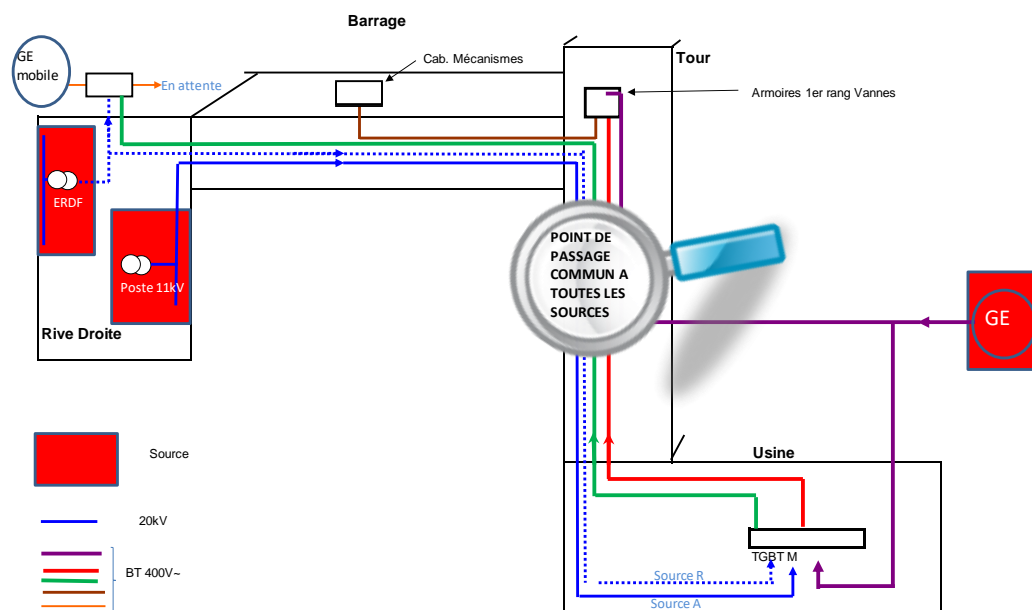 Barrage
GE
mobile
En attente
Cab. Mécanismes
Tour
Armoires 1er rang Vannes
ERDF
Poste 11kV
Rive Droite
POINT DE
PASSAGE
COMMUN A
TOUTES LES
SOURCES
GE
Source
20kV
BT 400V~
Usine
TGBT M
Source R
Source A